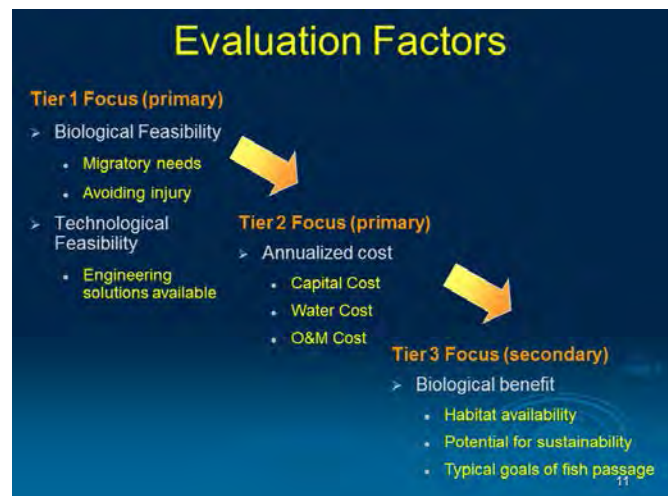 Evaluation Factors
Tier 1 Focus (primary)
➢ Biological Feasibility
• Migratory needs
• Avoiding injury
➢ Technological
Feasibility
• Engineering
solutions available
Tier 2 Focus (primary)
➢ Annualized cost
• Capital Cost
• Water Cost
• O&M Cost
Tier 3 Focus (secondary)
➢ Biological benefit
• Habitat availability
• Potential for sustainability
• Typical goals of fish passage
11